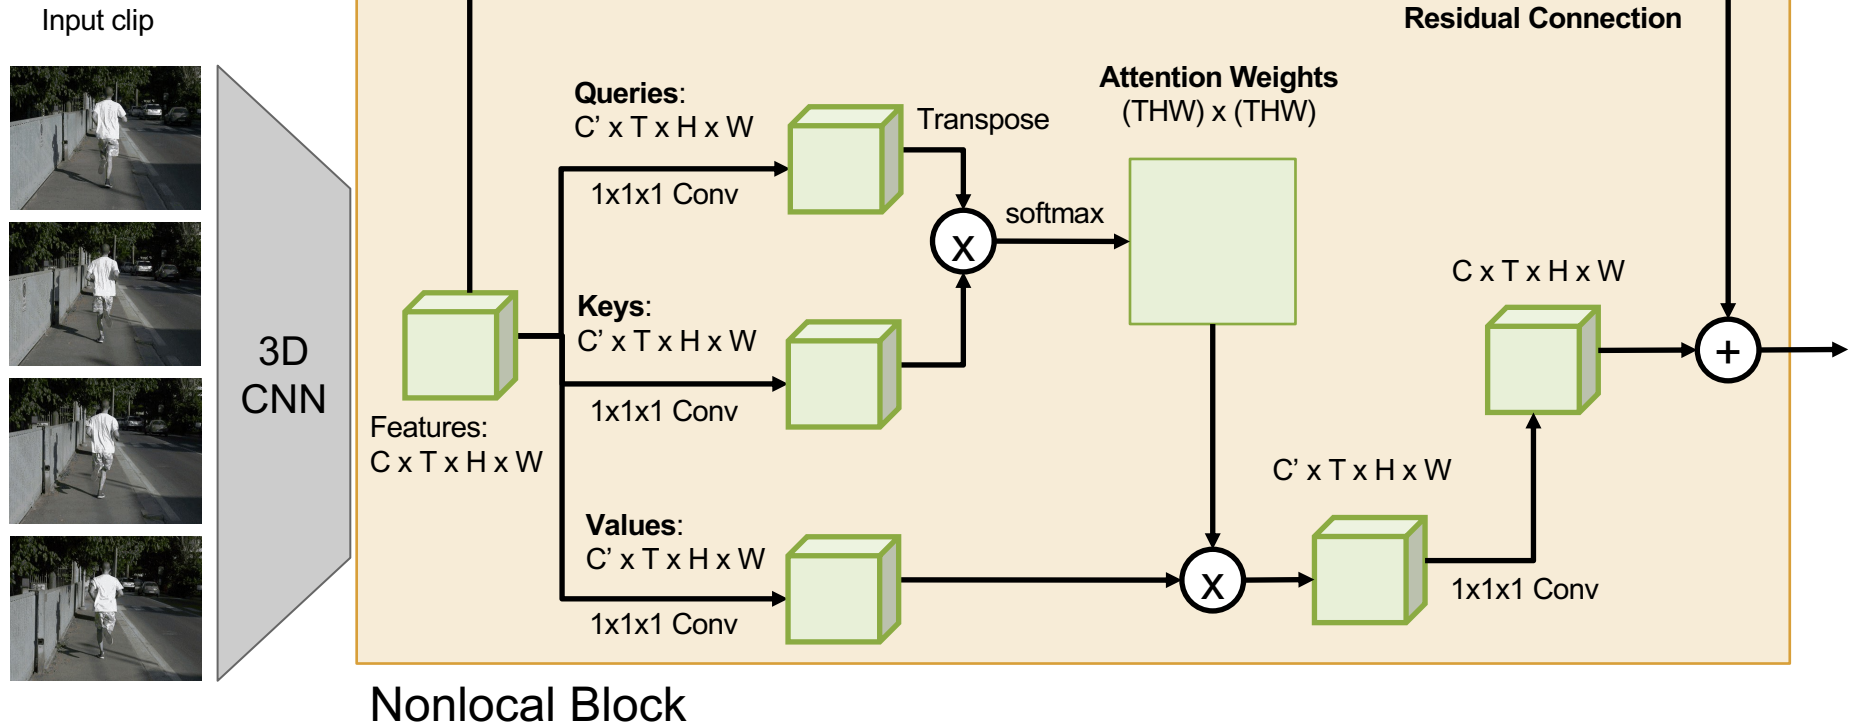 Input clip
Residual Connection
Attention Weights
(THW) x (THW)
Queries:
C’ x T x H x W
Transpose
1x1x1 Conv
softmax
x
C x T x H x W
Keys:
C’ x T x H x W
1x1x1 Conv
3D
CNN
+
Features:
C x T x H x W
C’ x T x H x W
Values:
C’ x T x H x W
1x1x1 Conv
x
1x1x1 Conv
Nonlocal Block